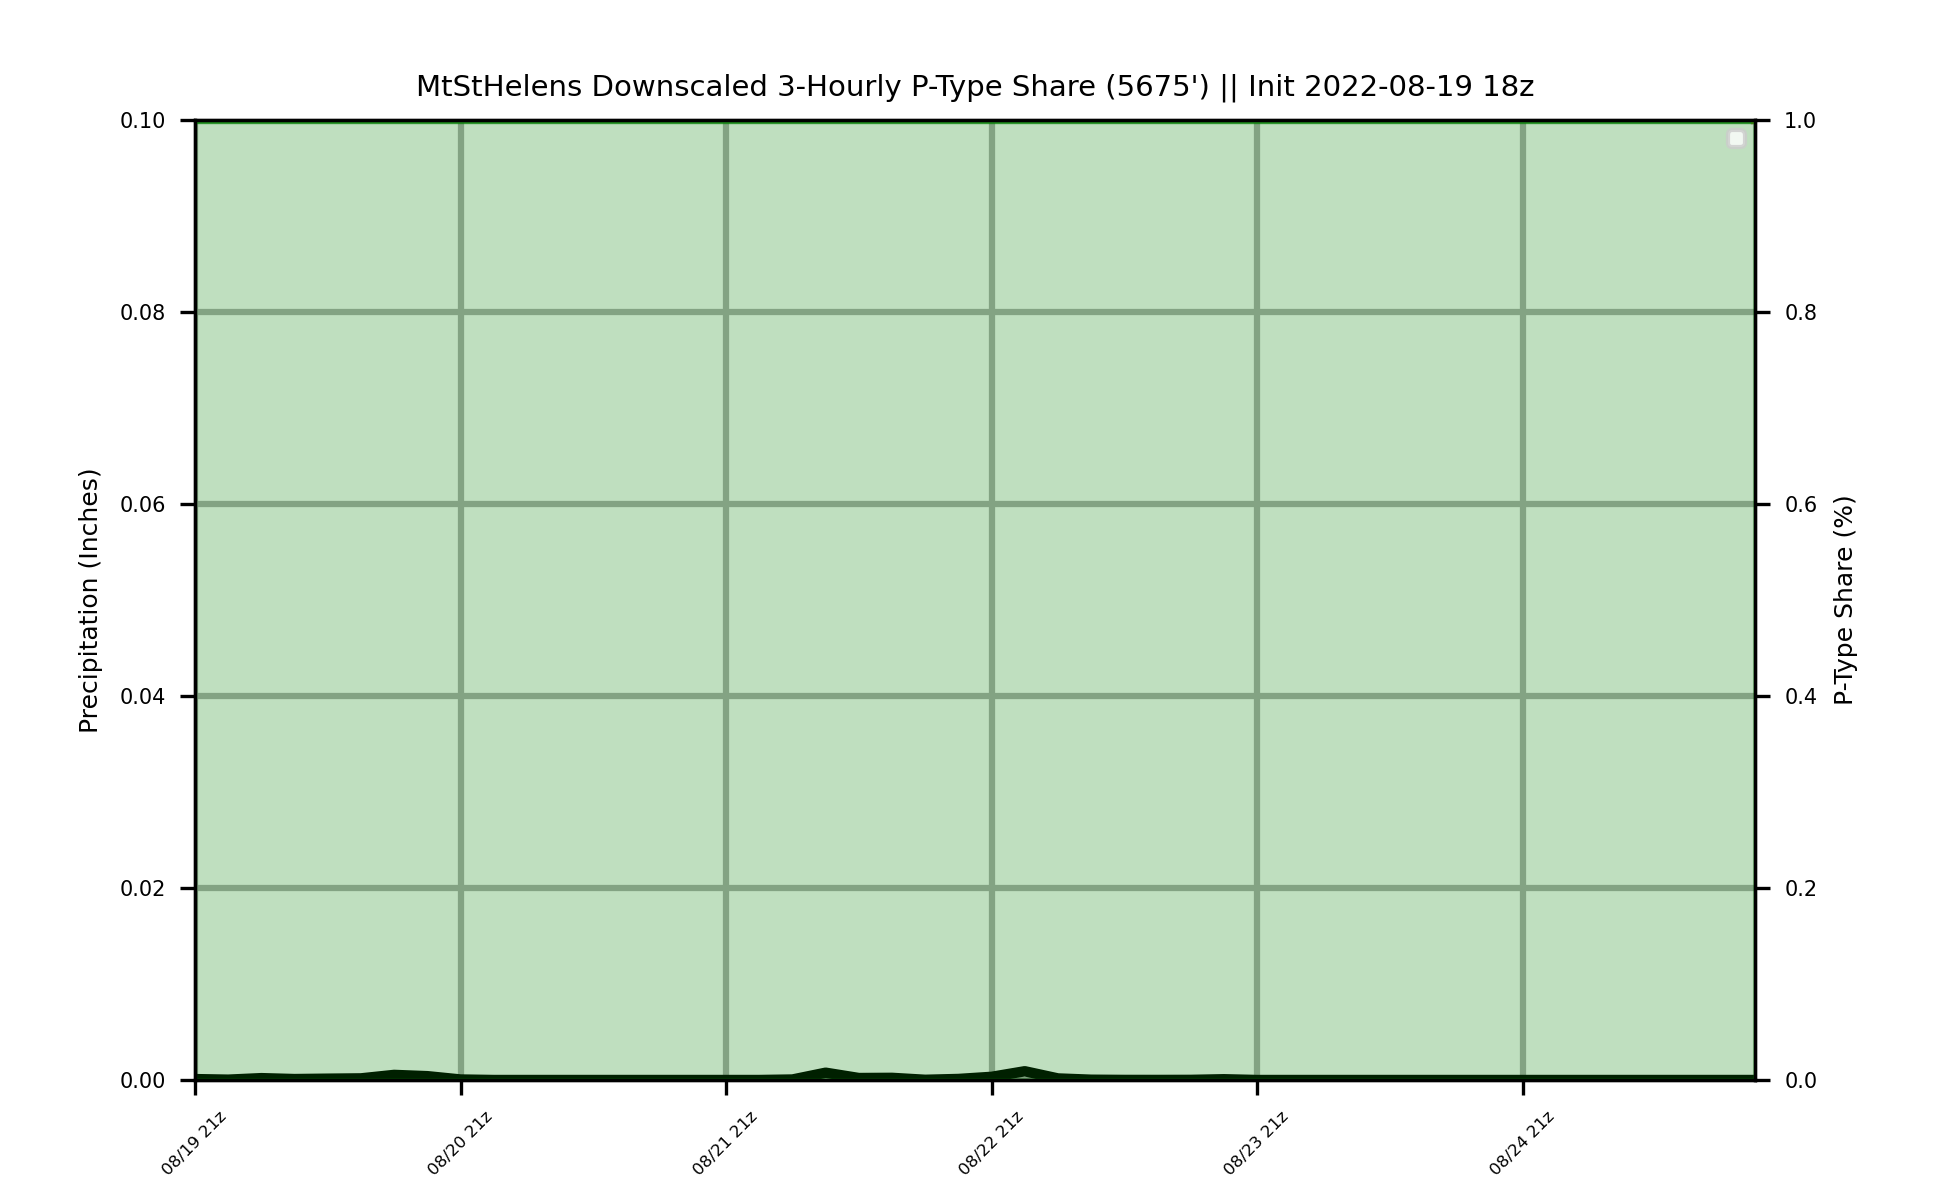 MtStHelens Downscaled 3-Hourly P-Type Share (5675') || Init 2022-08-19 18z
Precipitation (Inches)
0.10
0.08
0.06
0.04
0.02
0.00
1.0
0.8
0.6
0.4
0.2
0.0
P-Type Share (%)
08/19 21z
08/20 21z
08/21 21z
08/22 21z
08/23 21z
08/24 21z